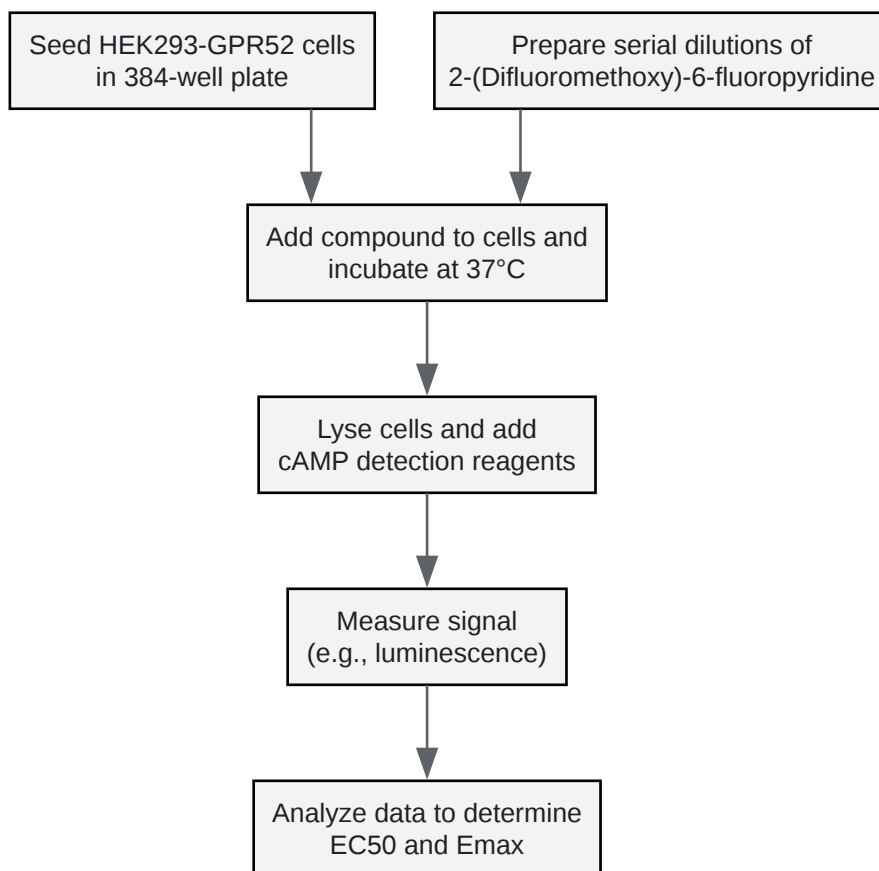 Seed HEK293-GPR52 cells
in 384-well plate
Prepare serial dilutions of
2-(Difluoromethoxy)-6-fluoropyridine
Add compound to cells and
incubate at 37°C
Lyse cells and add
cAMP detection reagents
Measure signal
(e.g., luminescence)
Analyze data to determine
EC50 and Emax